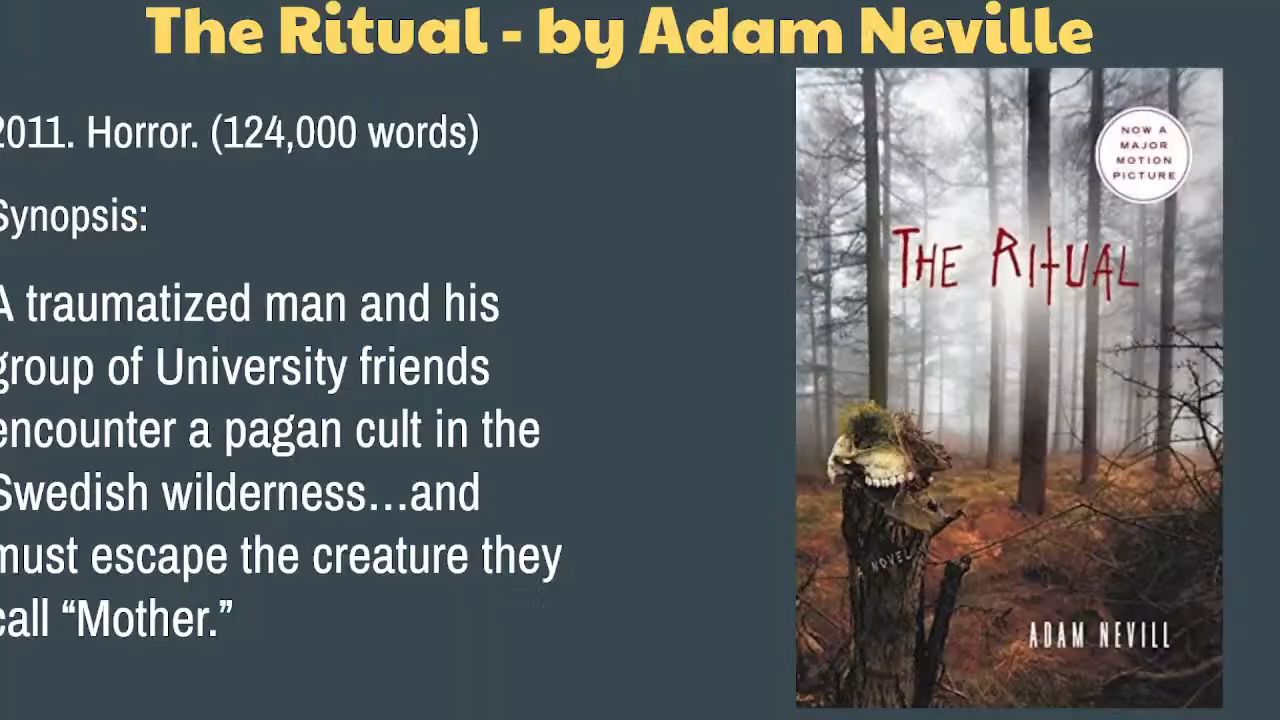 The Ritual - by Adam Neville
2011. Horror. (124,000 words)
Synopsis:
A traumatized man and his
group of University friends
encounter a pagan cult in the
Swedish wilderness...and
must escape the creature they
call “Mother.”
NOW A
MAJOR
MOTION
PICTURE
THE RITUAL
A NOVEL
ADAM NEVILL